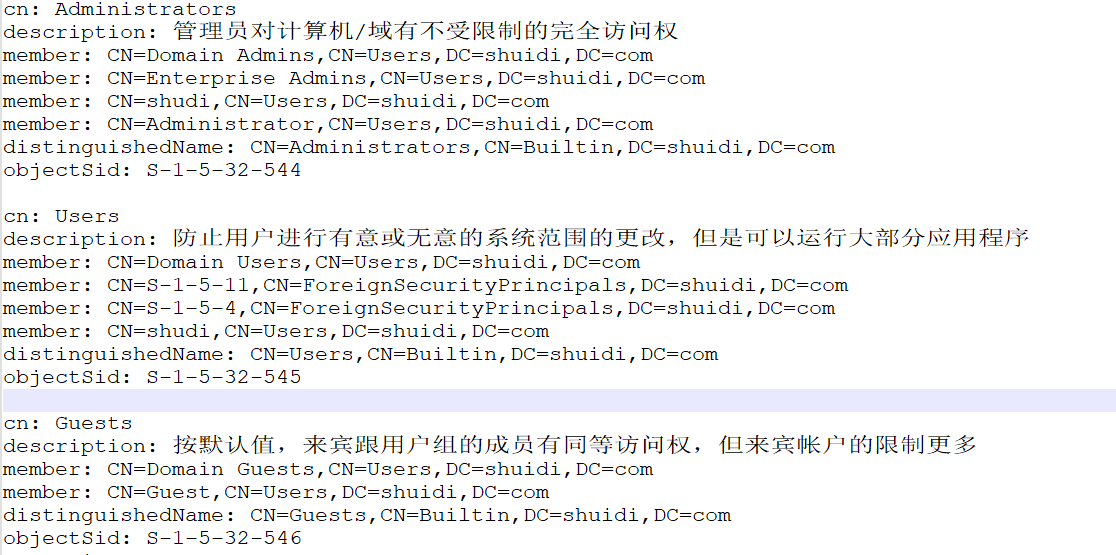 cn: Administrators
description: 管理员对计算机/域有不受限制的完全访问权
member: CN=Domain Admins,CN=Users,DC=shuidi,DC=com
member: CN=Enterprise Admins,CN=Users,DC=shuidi,DC=com
member: CN=shudi,CN=Users,DC=shuidi,DC=com
member: CN=Administrator,CN=Users,DC=shuidi,DC=com
distinguishedName: CN=Administrators,CN=Builtin,DC=shuidi,DC=com
objectSid: S-1-5-32-544
cn: Users
description: 防止用户进行有意或无意的系统范围的更改，但是可以运行大部分应用程序
member: CN=Domain Users,CN=Users,DC=shuidi,DC=com
member: CN=S-1-5-11,CN=ForeignSecurityPrincipals,DC=shuidi,DC=com
member: CN=S-1-5-4,CN=ForeignSecurityPrincipals,DC=shuidi,DC=com
member: CN=shudi,CN=Users,DC=shuidi,DC=com
distinguishedName: CN=Users,CN=Builtin,DC=shuidi,DC=com
objectSid: S-1-5-32-545
cn: Guests
description: 按默认值，来宾跟用户组的成员有同等访问权，但来宾帐户的限制更多
member: CN=Domain Guests,CN=Users,DC=shuidi,DC=com
member: CN=Guest,CN=Users,DC=shuidi,DC=com
distinguishedName: CN=Guests,CN=Builtin,DC=shuidi,DC=com
objectSid: S-1-5-32-546